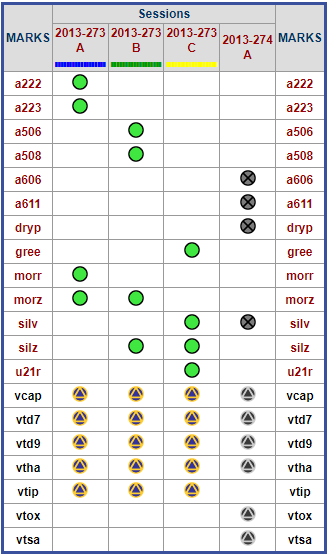 Sessions
MARKS 2013-273 A 2013-273 B 2013-273 C 2013-274 A MARKS
a222 a222
a223 a223
a506 a506
a508 a508
a606 a606
a611 a611
dryp dryp
gree gree
morr morr
morz morz
silv silv
silz silz
u21r u21r
vcap vcap
vtd7 vtd7
vtd9 vtd9
vtha vtha
vtip vtip
vtox vtox
vtsa vtsa